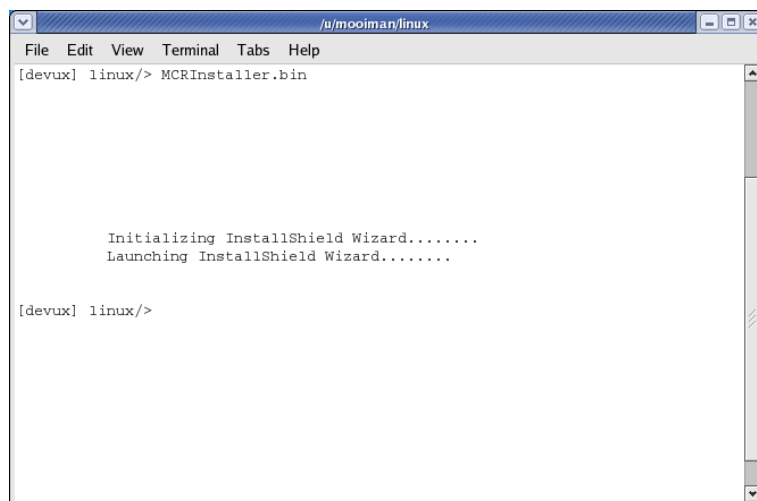 /u/mooiman/linux
File Edit View Terminal Tabs Help
[devux] linux/> MCRInstaller.bin
Initializing InstallShield Wizard........
Launching InstallShield Wizard........
[devux] linux/>